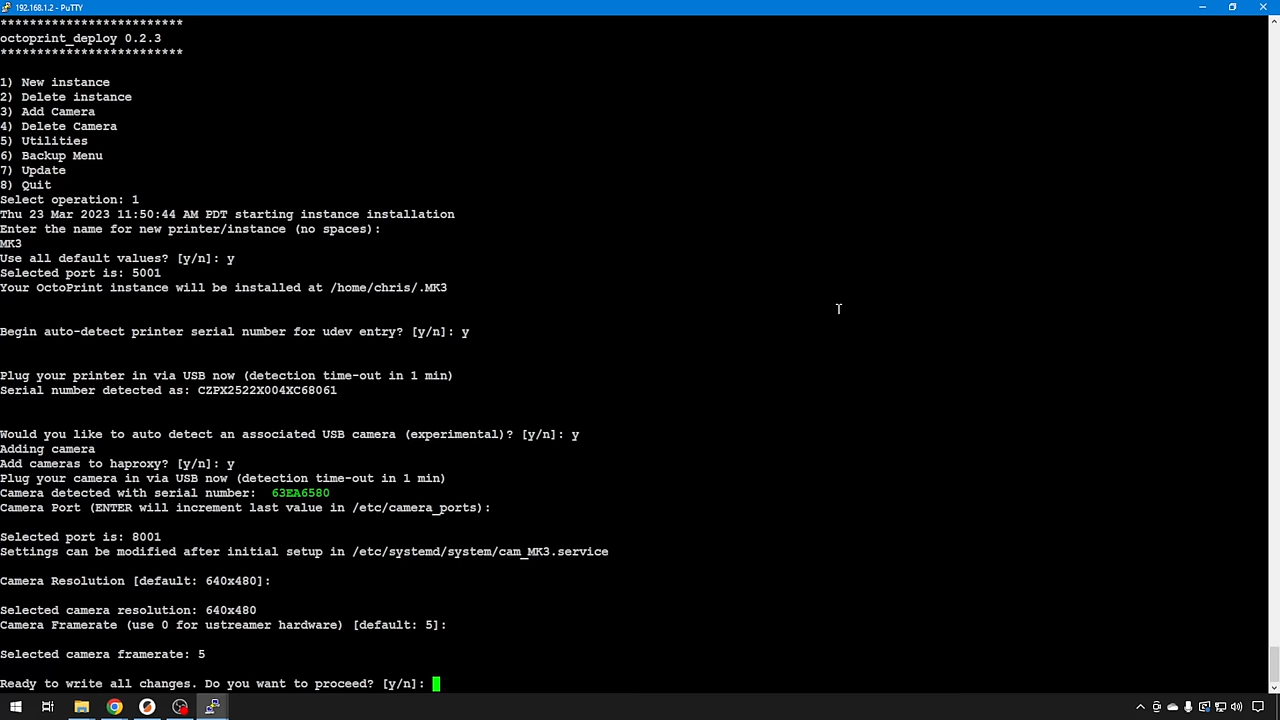 192.168.1.2 - PuTTY
*************************
octoprint_deploy 0.2.3
*************************
1) New instance
2) Delete instance
3) Add Camera
4) Delete Camera
5) Utilities
6) Backup Menu
7) Update
8) Quit
Select operation: 1
Thu 23 Mar 2023 11:50:44 AM PDT starting instance installation
Enter the name for new printer/instance (no spaces):
MK3
Use all default values? [y/n]: y
Selected port is: 5001
Your OctoPrint instance will be installed at /home/chris/.MK3
Begin auto-detect printer serial number for udev entry? [y/n]: y
Plug your printer in via USB now (detection time-out in 1 min)
Serial number detected as: CZPX2522X004XC68061
Would you like to auto detect an associated USB camera (experimental)? [y/n]: y
Adding camera
Add cameras to haproxy? [y/n]: y
Plug your camera in via USB now (detection time-out in 1 min)
Camera detected with serial number: 63EA6580
Camera Port (ENTER will increment last value in /etc/camera_ports):
Selected port is: 8001
Settings can be modified after initial setup in /etc/systemd/system/cam_MK3.service
Camera Resolution [default: 640x480]:
Selected camera resolution: 640x480
Camera Framerate (use 0 for ustreamer hardware) [default: 5]:
Selected camera framerate: 5
Ready to write all changes. Do you want to proceed? [y/n]: